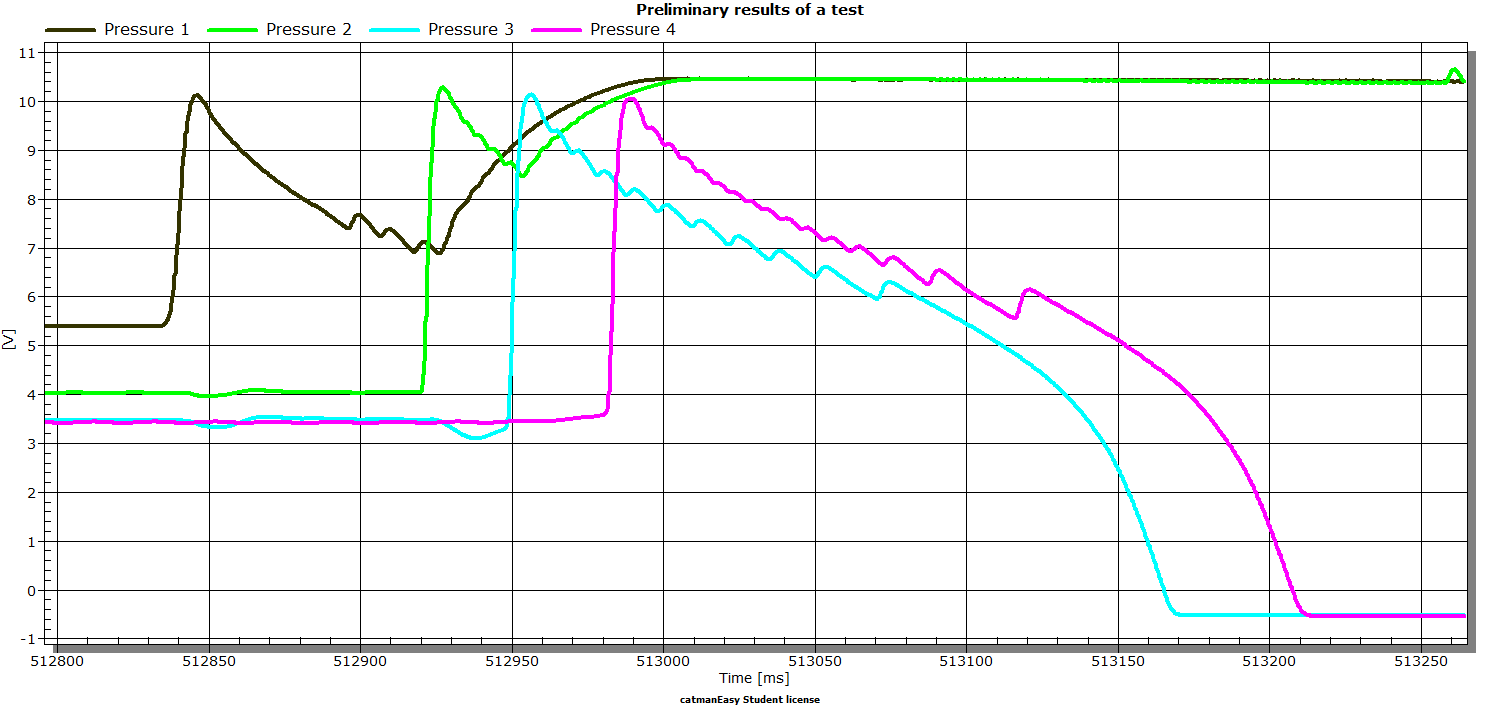 Preliminary results of a test
Pressure 1 Pressure 2 Pressure 3 Pressure 4
11
10
9
8
7
6
[V]
5
4
3
2
1
0
-1
512800 512850 512900 512950 513000 513050 513100 513150 513200 513250
Time [ms]
catmanEasy Student license